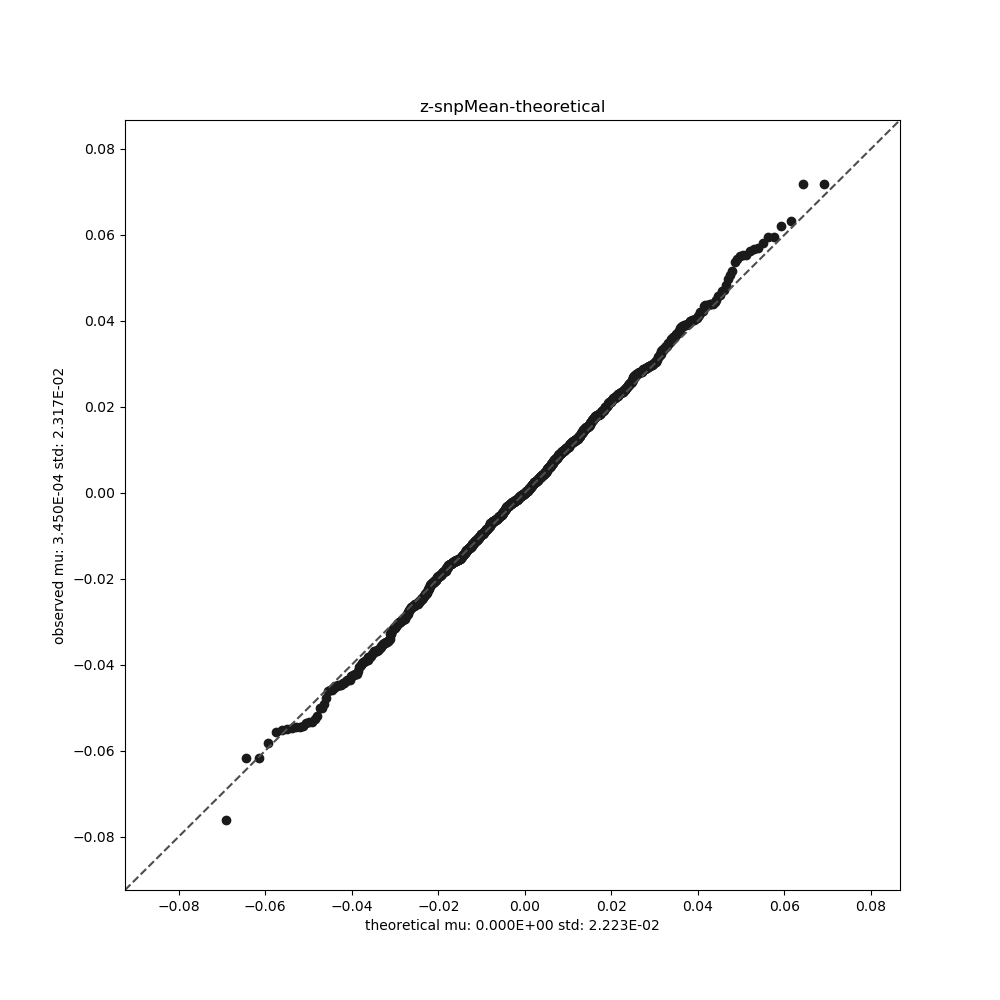 z-snpMean-theoretical
0.08
0.06
0.04
0.02
0.00
−0.02
−0.04
−0.06
−0.08
observed mu: 3.450E-04 std: 2.317E-02
−0.08 −0.06 −0.04 −0.02 0.00 0.02 0.04 0.06 0.08
theoretical mu: 0.000E+00 std: 2.223E-02